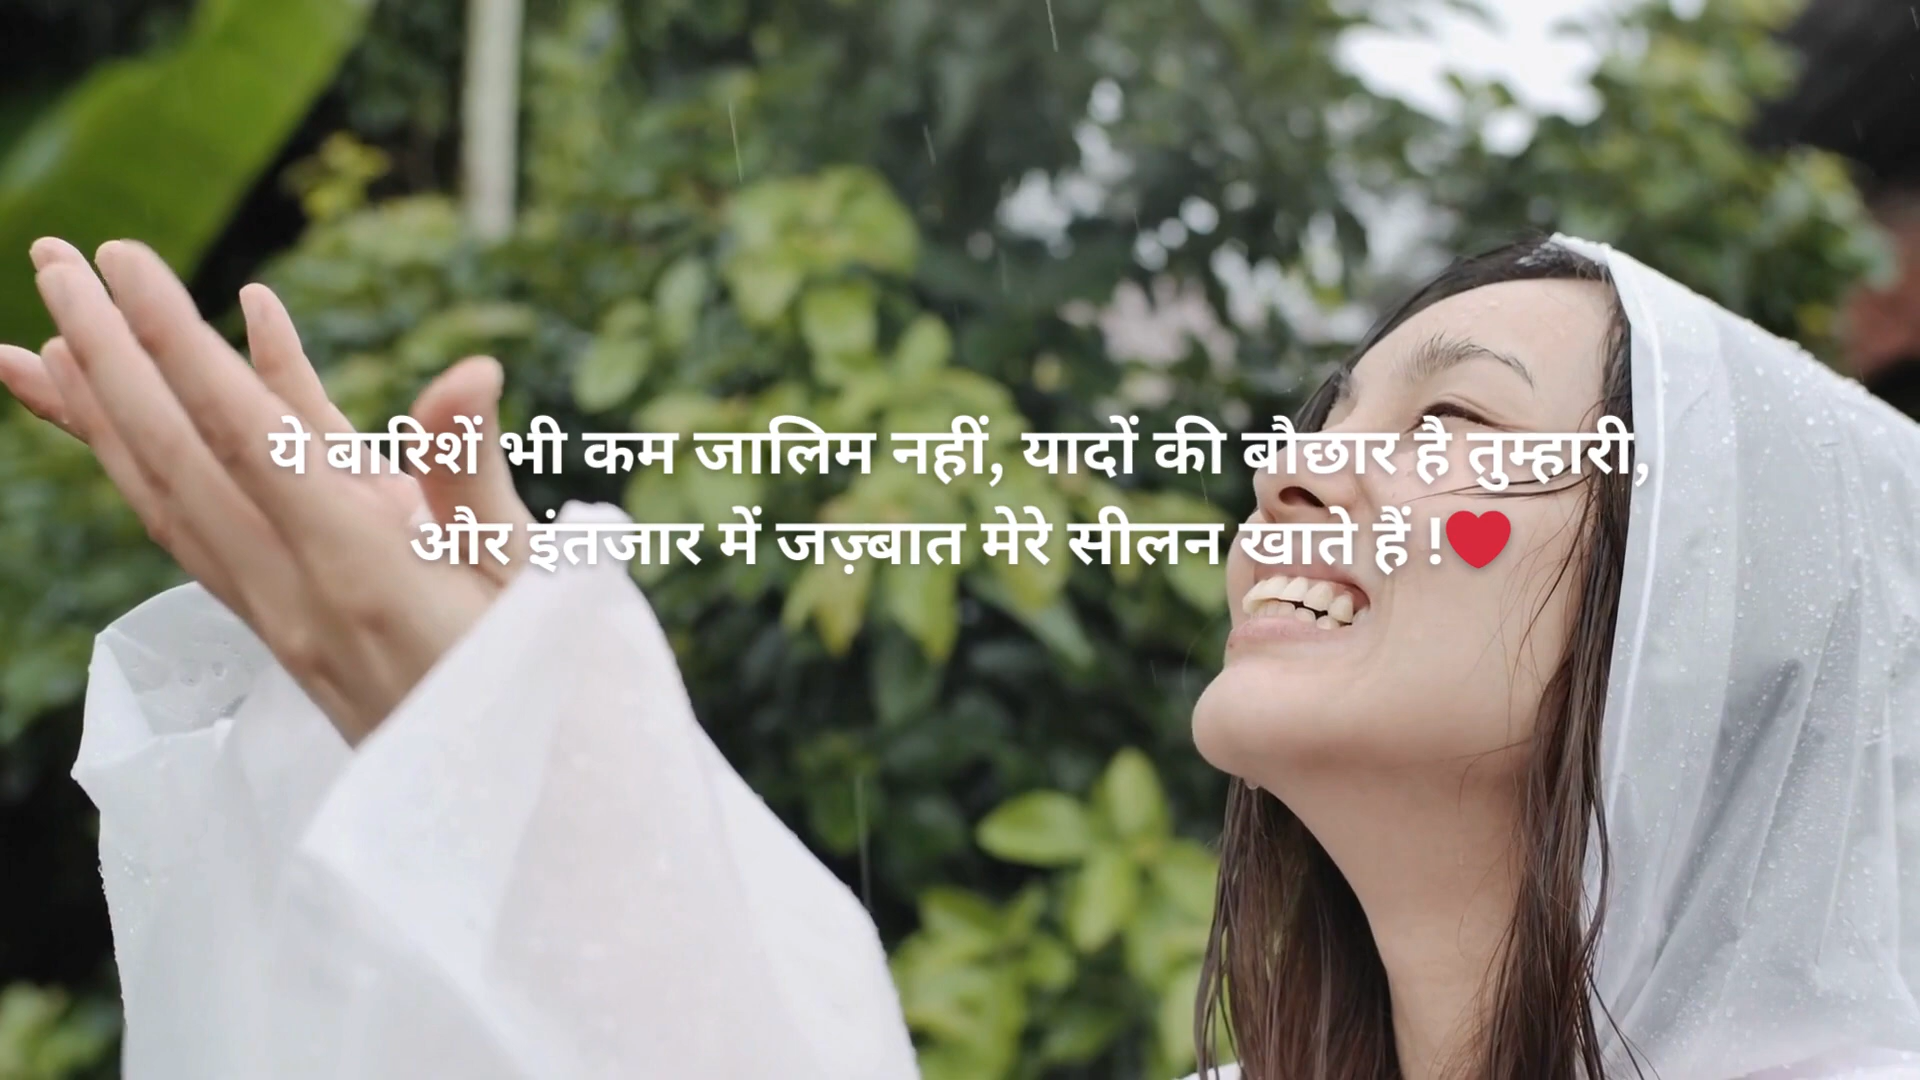 ये बारिशें भी कम जालिम नहीं, यादों की बौछार है तुम्हारी,
और इंतजार में जज़्बात मेरे सीलन खाते हैं !❤️